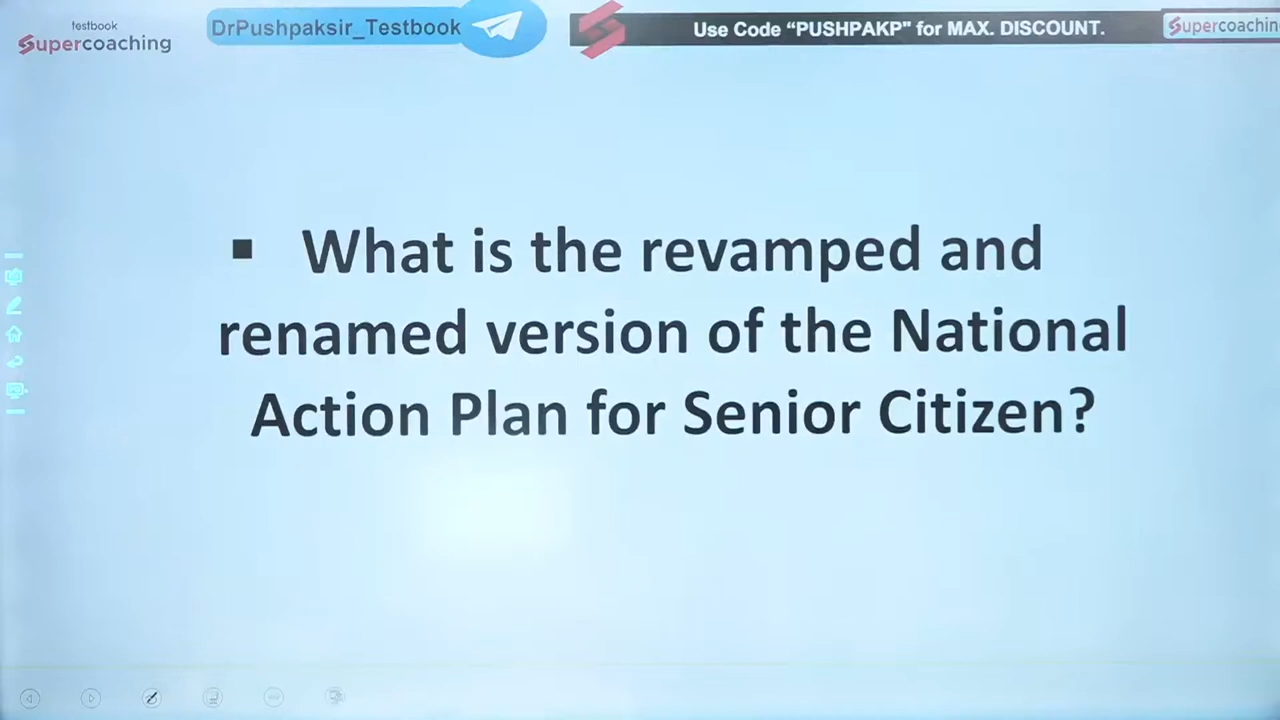 testbook
Supercoaching
DrPushpaksir_Testbook
Use Code “PUSHPAKP" for MAX. DISCOUNT.
Supercoachin
▪ What is the revamped and
renamed version of the National
Action Plan for Senior Citizen?